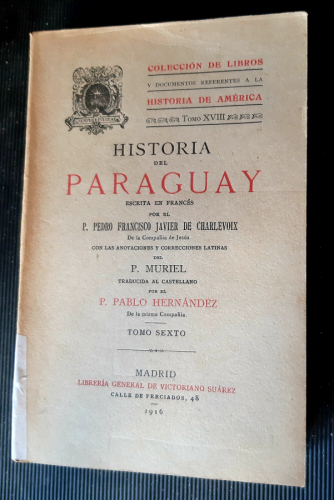 COLECCIÓN DE LIBROS
Y DOCUMENTOS REFERENTES A LA
HISTORIA DE AMÉRICA
TOMO XVIII
HISTORIA
DEL
PARAGUAY
ESCRITA EN FRANCÉS
POR EL
P. PEDRO FRANCISCO JAVIER DE CHARLEVOIX
De la Compañía de Jesús
CON LAS ANOTACIONES Y CORRECCIONES LATINAS
DEL
P. MURIEL
TRADUCIDA AL CASTELLANO
POR EL
P. PABLO HERNÁNDEZ
De la misma Compañía.
TOMO SEXTO
MADRID
LIBRERÍA GENERAL DE VICTORIANO SUÁREZ
CALLE DE PRECIADOS, 48
1916